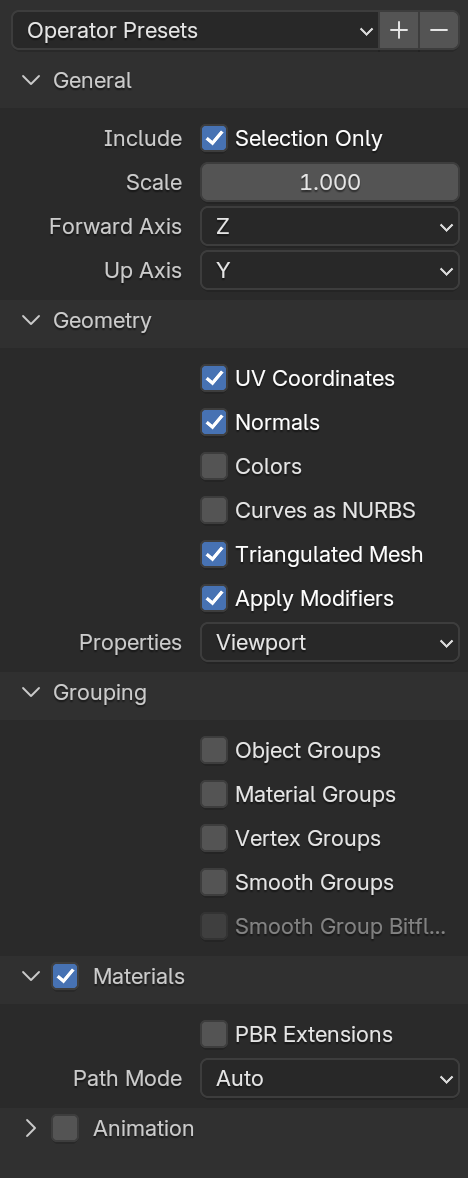 Operator Presets
General
Include Selection Only
Scale 1.000
Forward Axis Z
Up Axis Y
Geometry
UV Coordinates
Normals
Colors
Curves as NURBS
Triangulated Mesh
Apply Modifiers
Properties Viewport
Grouping
Object Groups
Material Groups
Vertex Groups
Smooth Groups
Smooth Group Bitfl...
Materials
PBR Extensions
Path Mode Auto
Animation